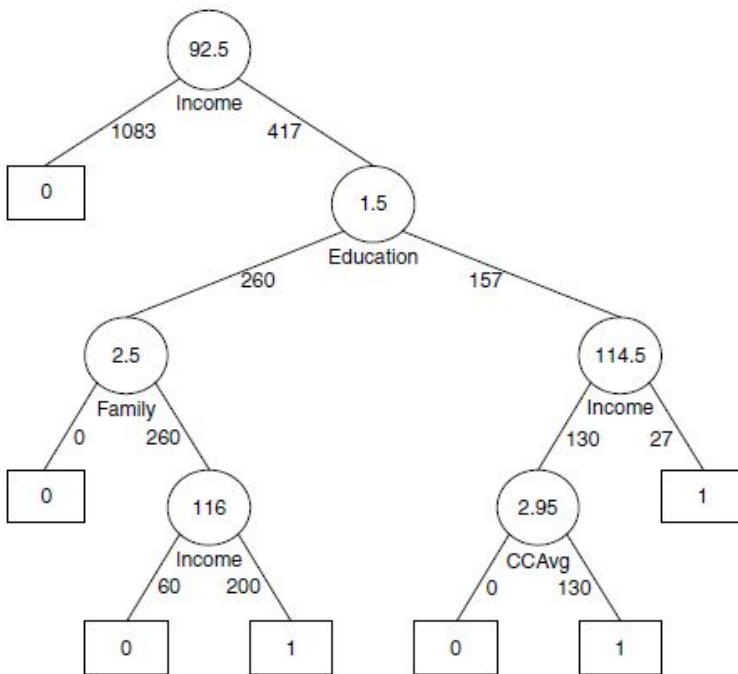 92.5
Income
1083 417
0
1.5
Education
260 157
2.5 114.5
Family Income
0 260 130 27
0 116 2.95 1
Income CCAvg
60 200 0 130
0 1 0 1